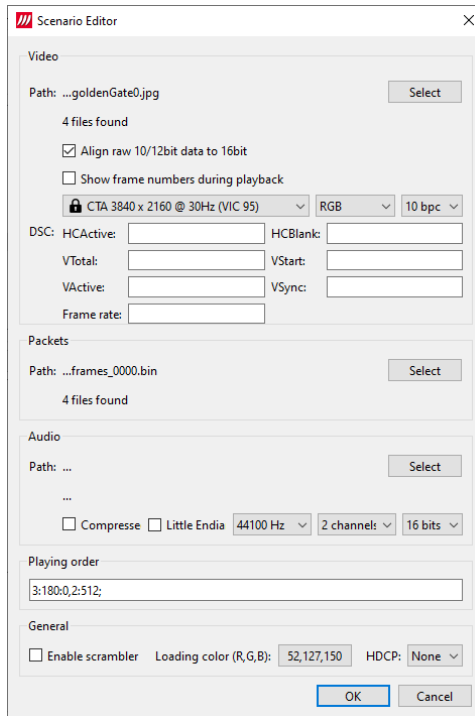 Scenario Editor
Video
Path: ...goldenGate0.jpg Select
4 files found
Align raw 10/12bit data to 16bit
Show frame numbers during playback
CTA 3840 x 2160 @ 30Hz (VIC 95) RGB 10 bpc
DSC: HCActive: HCBlank:
VTotal: VStart:
VActive: VSync:
Frame rate:
Packets
Path: ...frames_0000.bin Select
4 files found
Audio
Path: ... Select
...
Compresse Little Endia 44100 Hz 2 channels 16 bits
Playing order
3:180:0,2:512;
General
Enable scrambler Loading color (R,G,B): 52,127,150 HDCP: None
OK Cancel